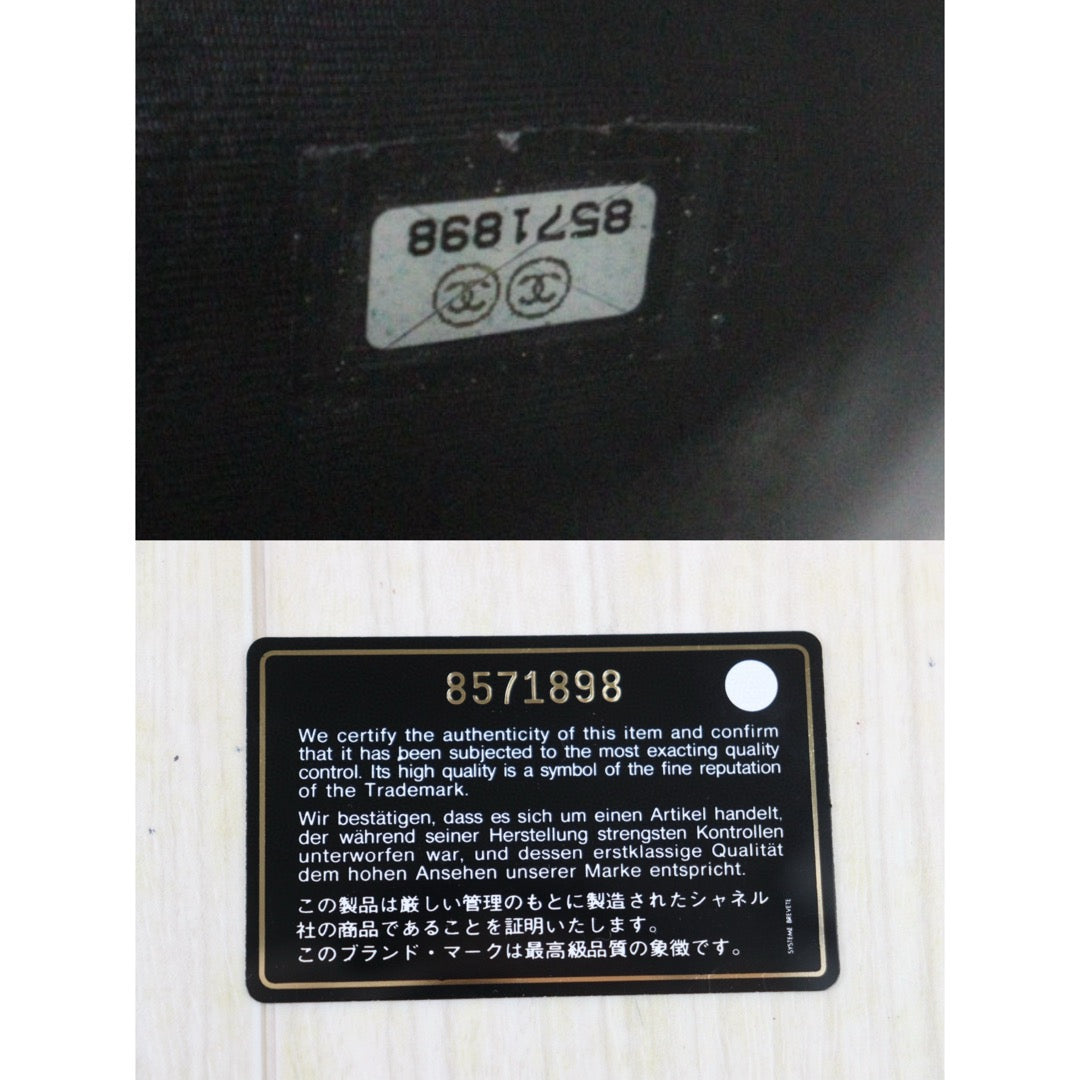 8571898
8571898
We certify the authenticity of this item and confirm
that it has been subjected to the most exacting quality
control. Its high quality is a symbol of the fine reputation
of the Trademark.
Wir bestätigen, dass es sich um einen Artikel handelt,
der während seiner Herstellung strengsten Kontrollen
unterworfen war, und dessen erstklassige Qualität
dem hohen Ansehen unserer Marke entspricht.
この製品は厳しい管理のもとに製造されたシャネル
社の商品であることを証明いたします。
このブランド・マークは最高級品質の象徴です。
SYSTEME BREVETE